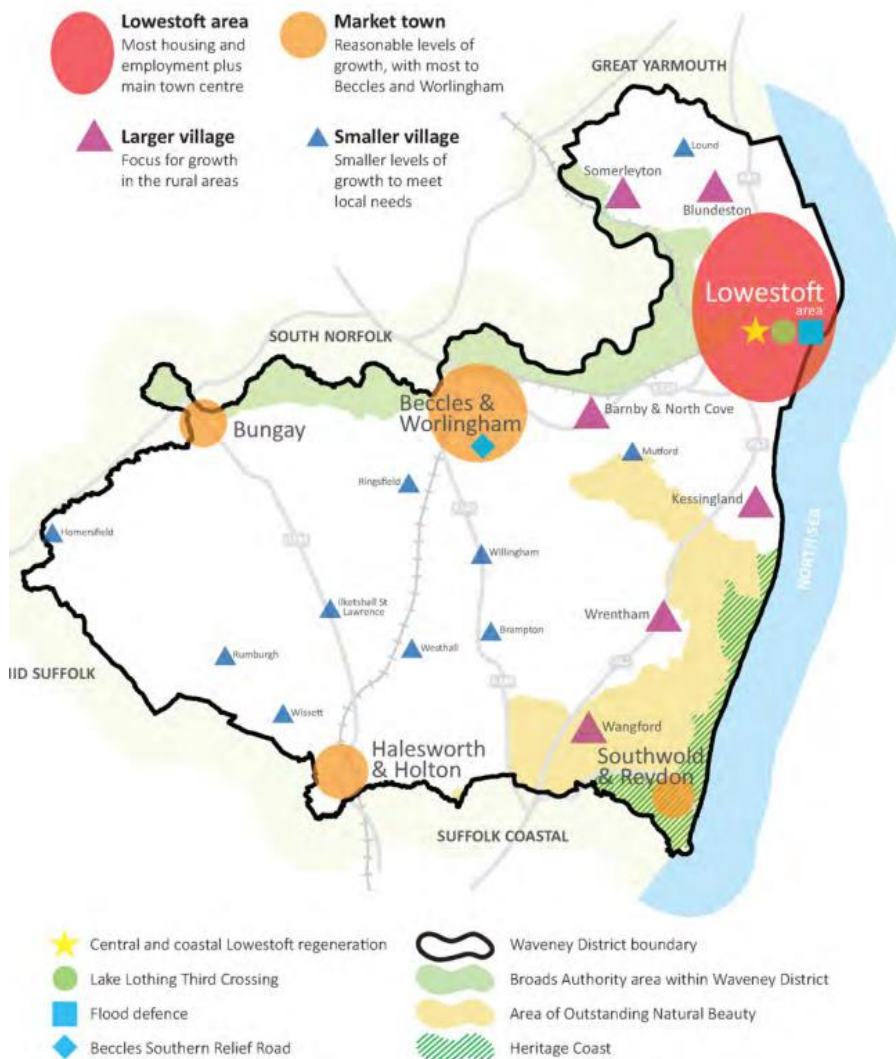 Lowestoft area
Most housing and
employment plus
main town centre
Market town
Reasonable levels of
growth, with most to
Beccles and Worlingham
Larger village
Focus for growth
in the rural areas
Smaller village
Smaller levels of
growth to meet
local needs
GREAT YARMOUTH
Lound
Somerleyton
Blundeston
Lowestoft
area
SOUTH NORFOLK
Beccles &
Worlingham
Barnby & North Cove
Bungay
Mutford
Ringsfield
Kessingland
Homersfield
Willingham
NORTH SEA
Ilketshall St
Lawrence
Wrentham
Brampton
Westhall
Rumburgh
MID SUFFOLK
Wissett
Wangford
Halesworth
& Holton
Southwold
& Reydon
SUFFOLK COASTAL
Central and coastal Lowestoft regeneration
Lake Lothing Third Crossing
Flood defence
Beccles Southern Relief Road
Waveney District boundary
Broads Authority area within Waveney District
Area of Outstanding Natural Beauty
Heritage Coast